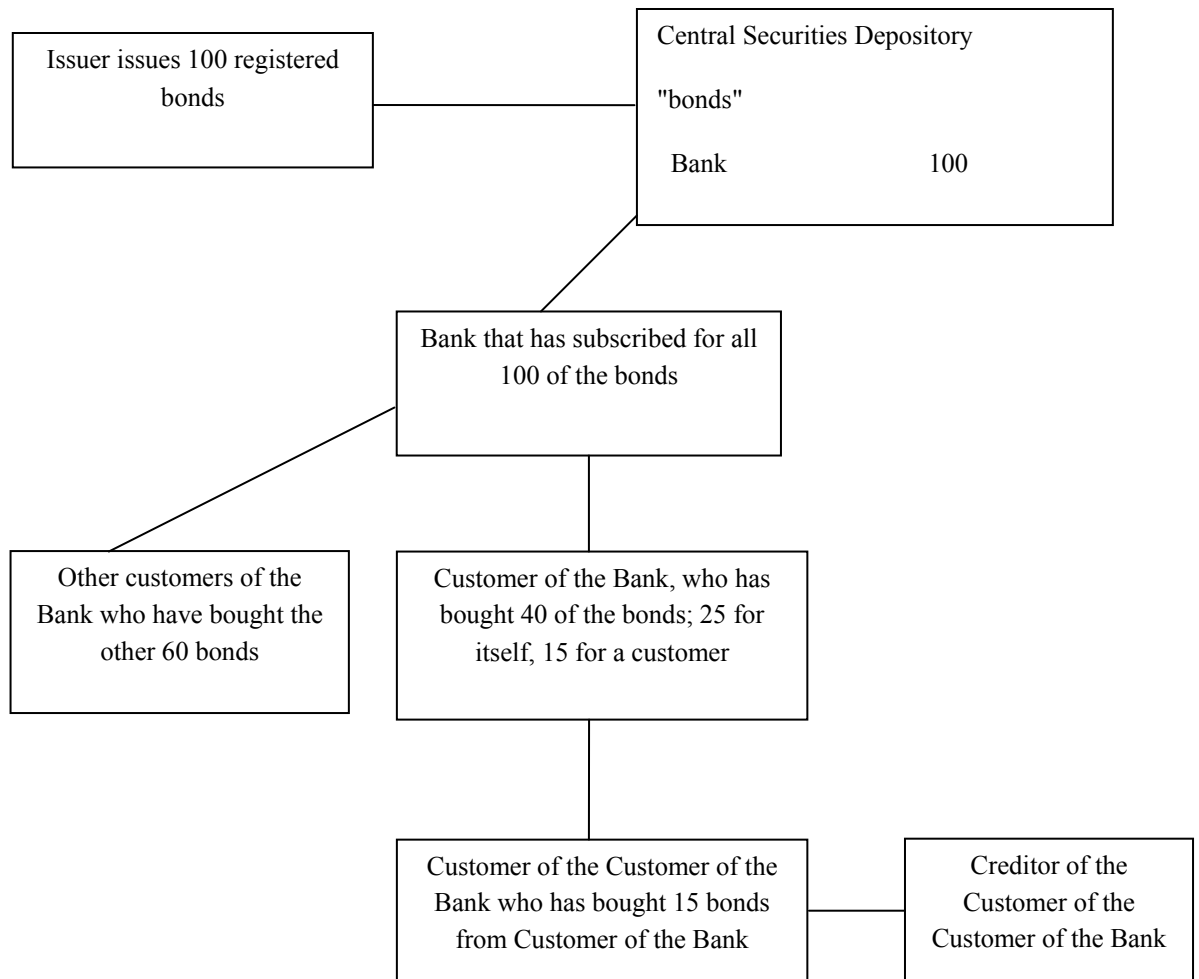 Issuer issues 100 registered
bonds
Central Securities Depository
"bonds"
Bank 100
Bank that has subscribed for all
100 of the bonds
Other customers of the
Bank who have bought the
other 60 bonds
Customer of the Bank, who has
bought 40 of the bonds; 25 for
itself, 15 for a customer
Customer of the Customer of the
Bank who has bought 15 bonds
from Customer of the Bank
Creditor of the
Customer of the
Customer of the Bank